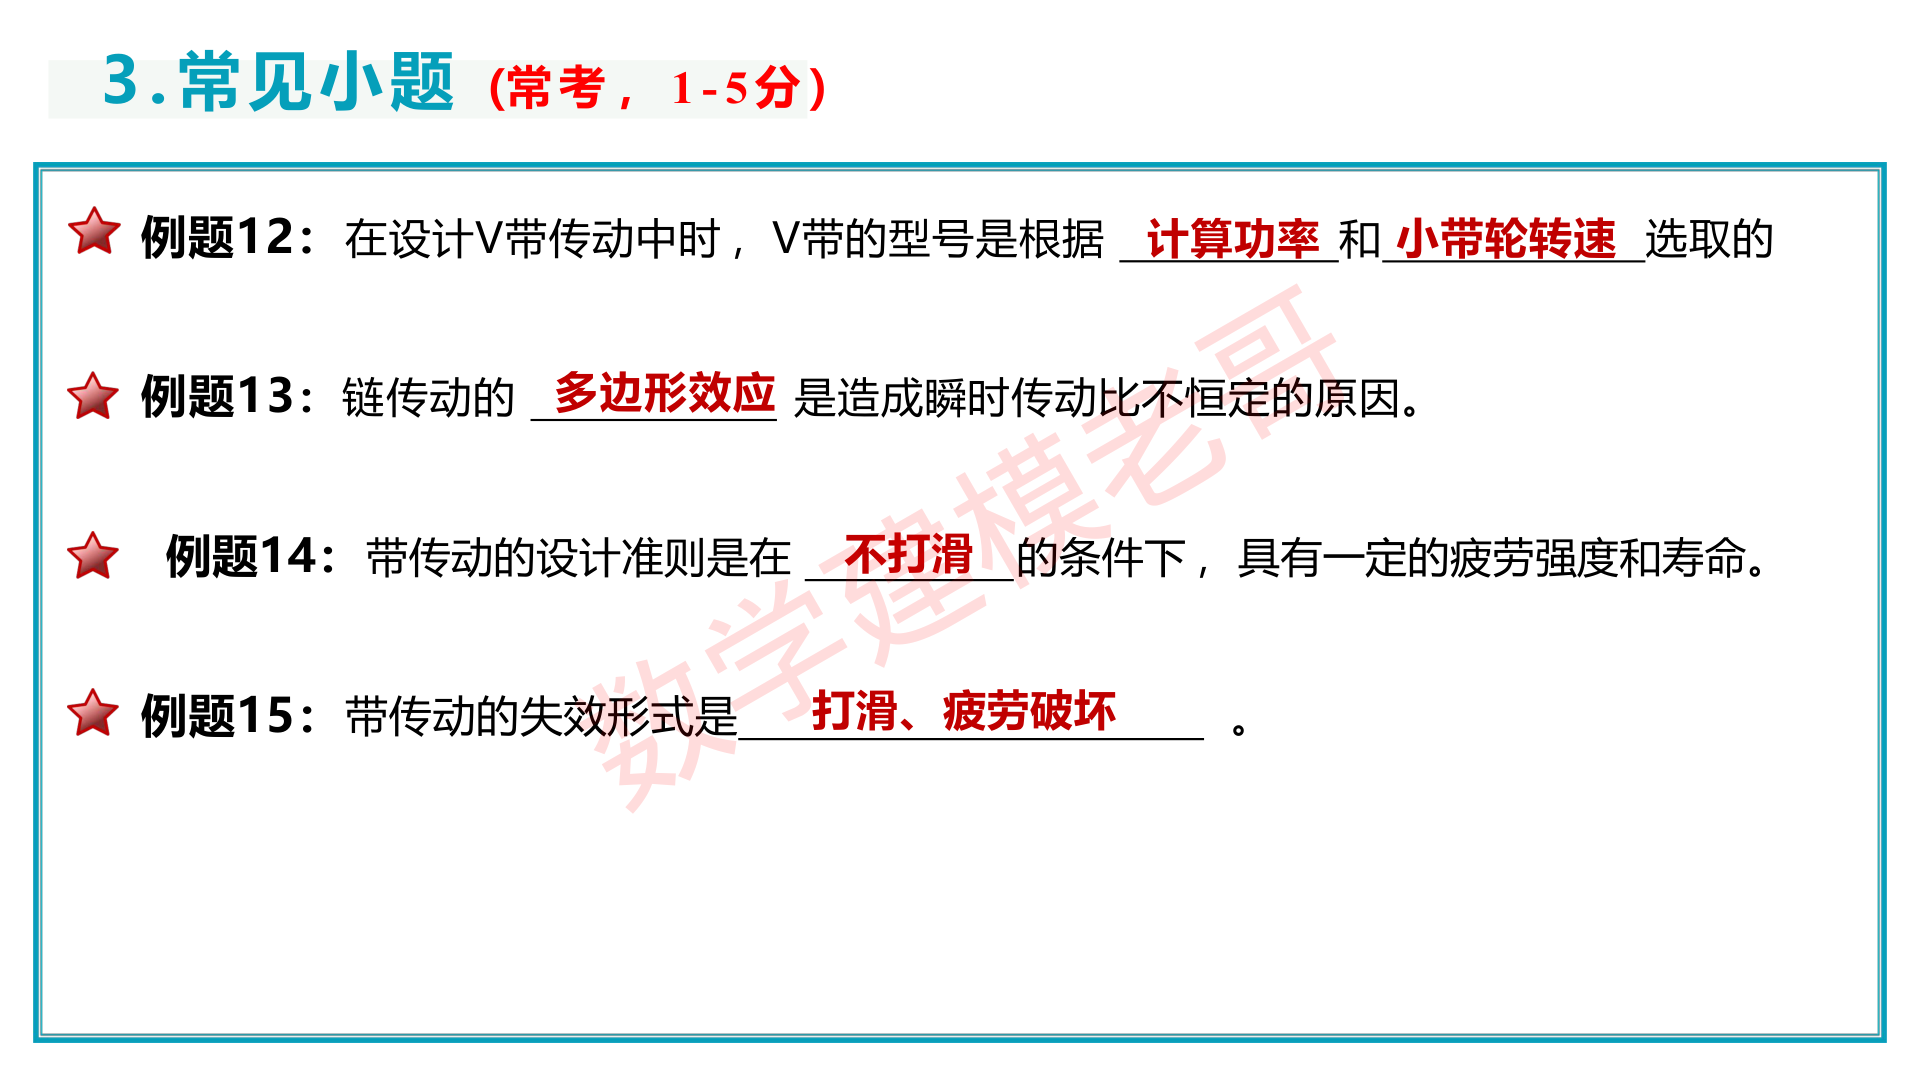 3.常见小题 (常考，1-5分)
例题12：在设计V带传动中时，V带的型号是根据 计算功率 和 小带轮转速 选取的
例题13：链传动的 多边形效应 是造成瞬时传动比不恒定的原因。
例题14：带传动的设计准则是在 不打滑 的条件下，具有一定的疲劳强度和寿命。
例题15：带传动的失效形式是 打滑、疲劳破坏 。
数学建模老哥